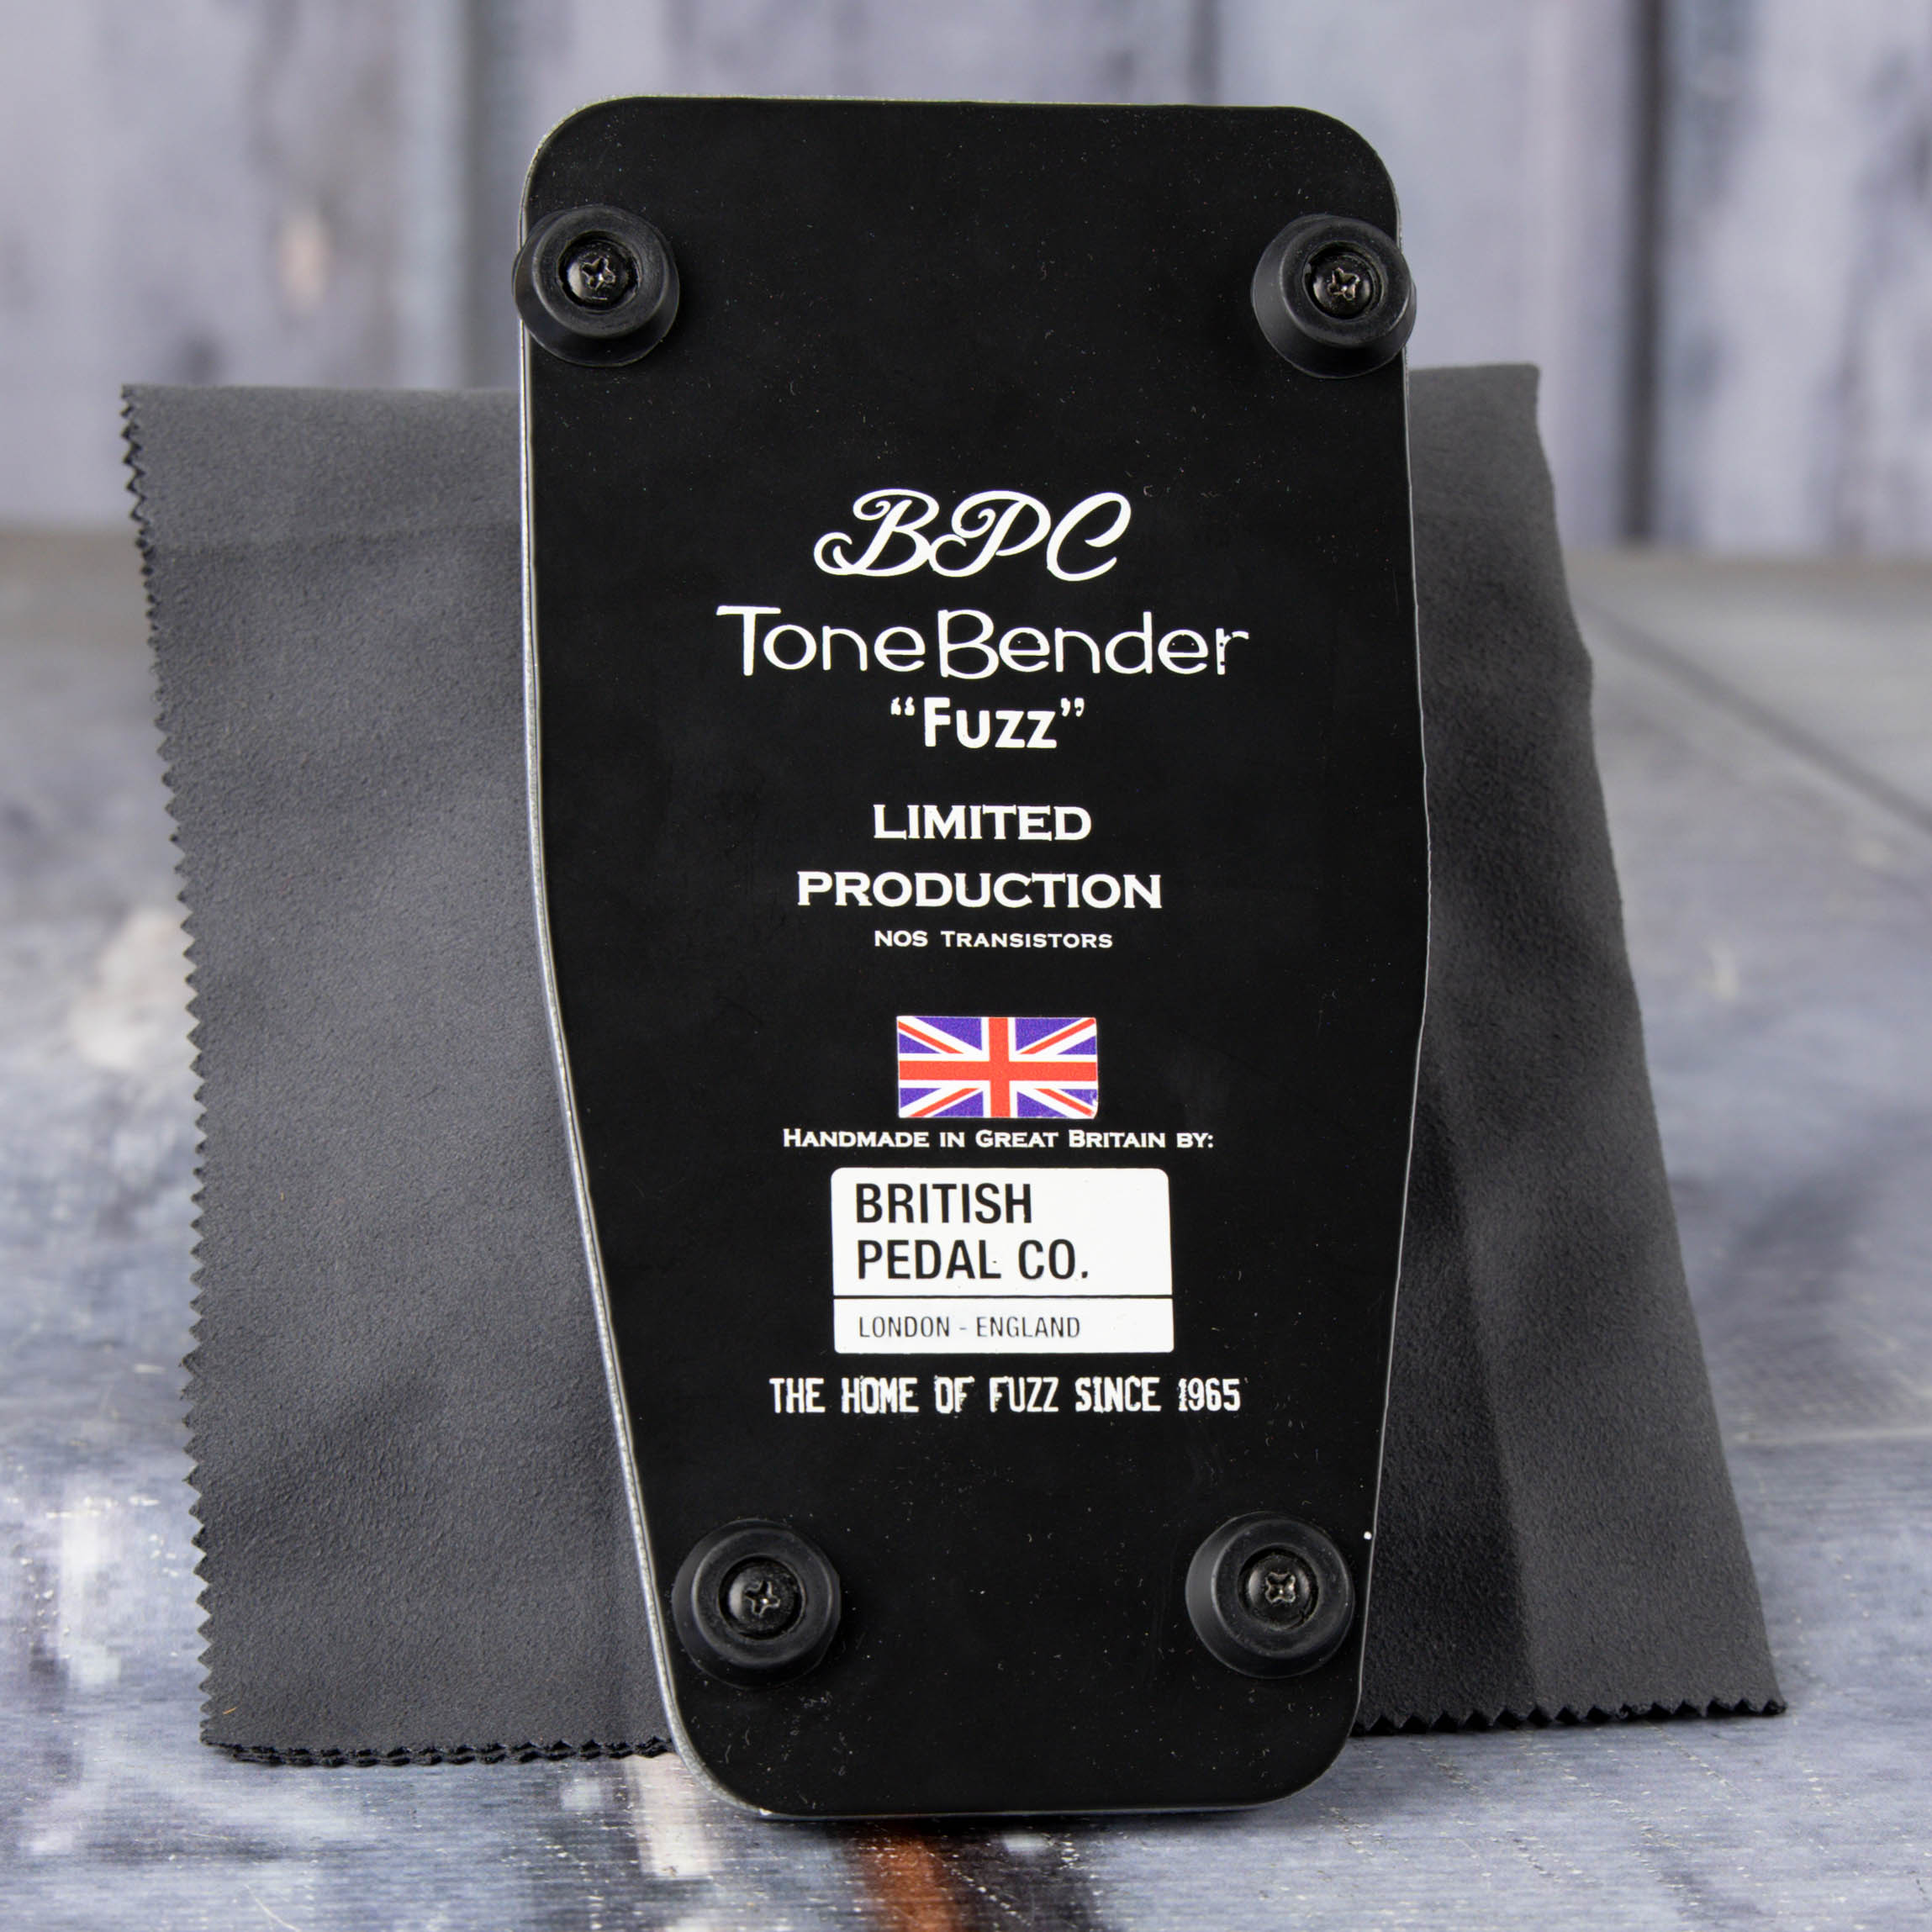 BPC
ToneBender
“Fuzz”
LIMITED
PRODUCTION
NOS TRANSISTORS
HANDMADE IN GREAT BRITAIN BY:
BRITISH
PEDAL CO.
LONDON - ENGLAND
THE HOME OF FUZZ SINCE 1965